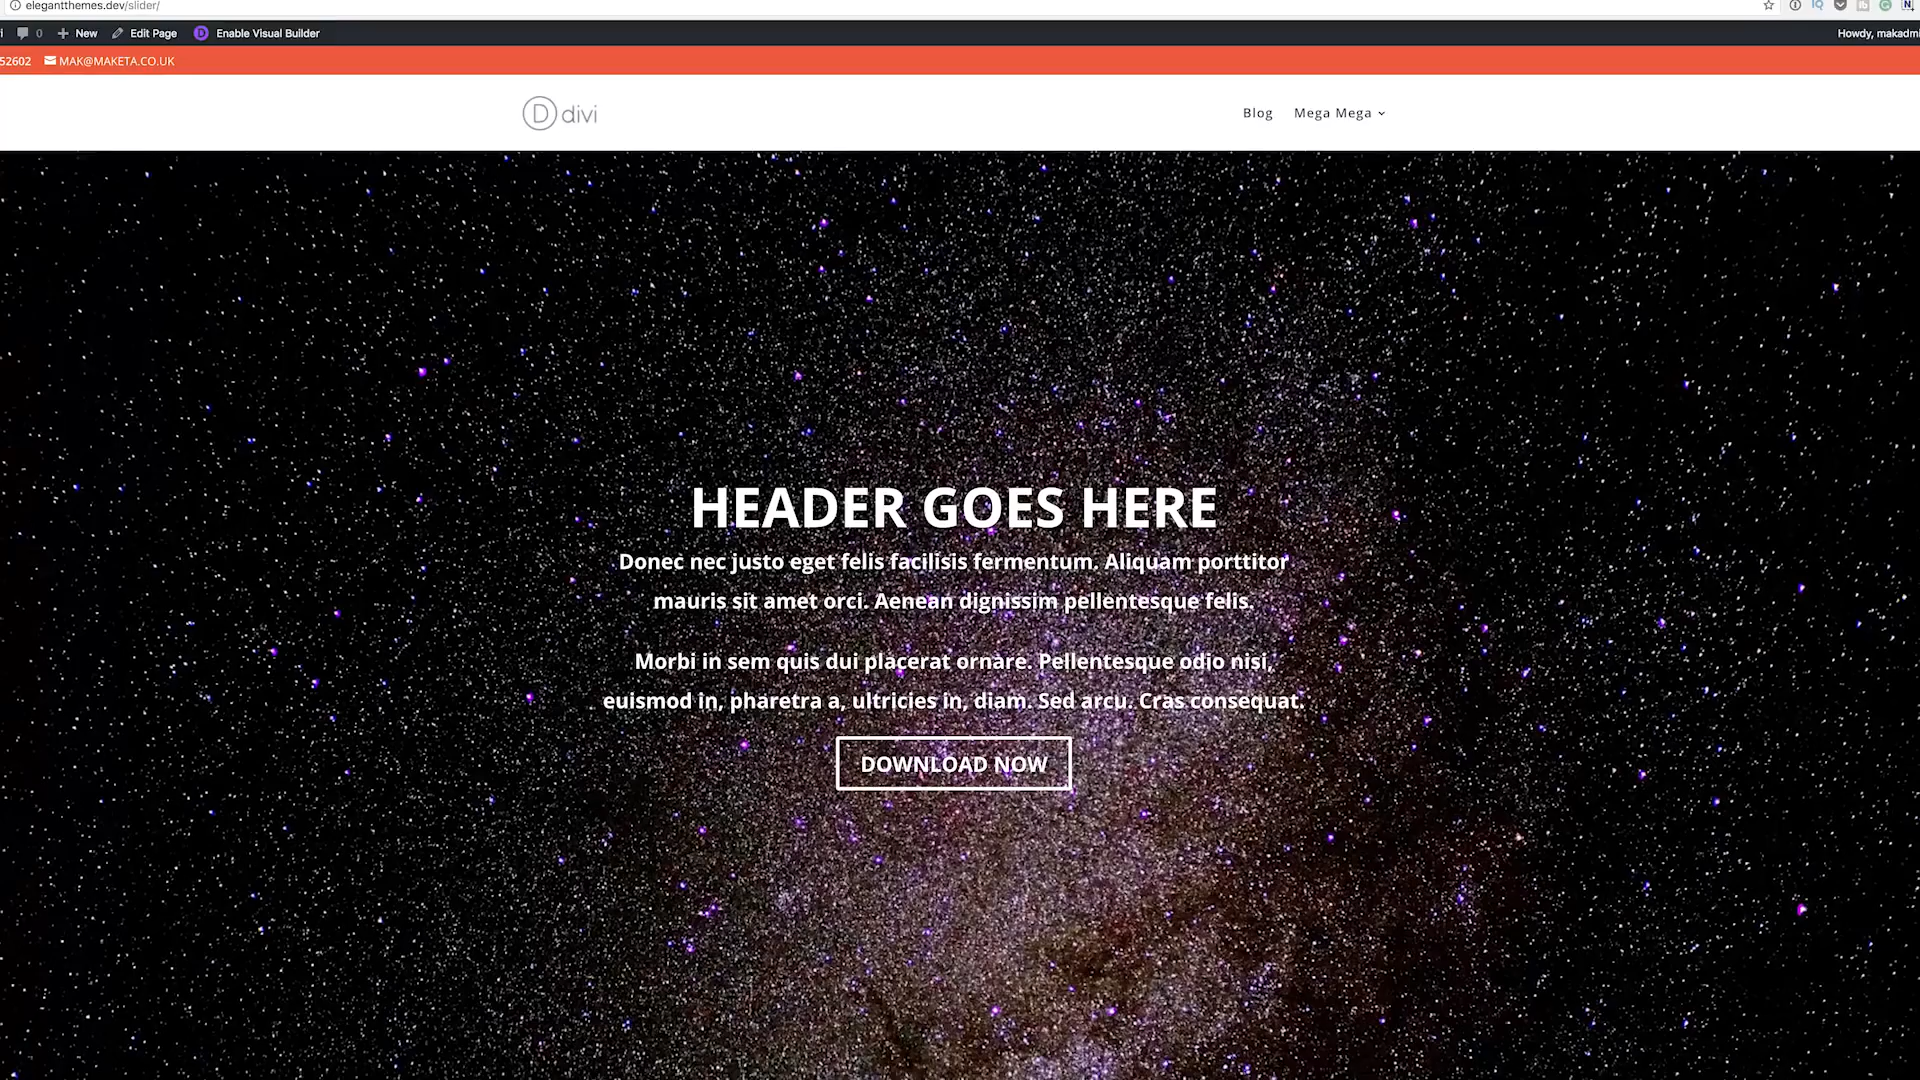 elegantthemes.dev/slider/
0 New Edit Page Enable Visual Builder Howdy, makadmi
52602 MAK@MAKETA.CO.UK
D divi Blog Mega Mega
HEADER GOES HERE
Donec nec justo eget felis facilisis fermentum. Aliquam porttitor
mauris sit amet orci. Aenean dignissim pellentesque felis.
Morbi in sem quis dui placerat ornare. Pellentesque odio nisi,
euismod in, pharetra a, ultricies in, diam. Sed arcu. Cras consequat.
DOWNLOAD NOW